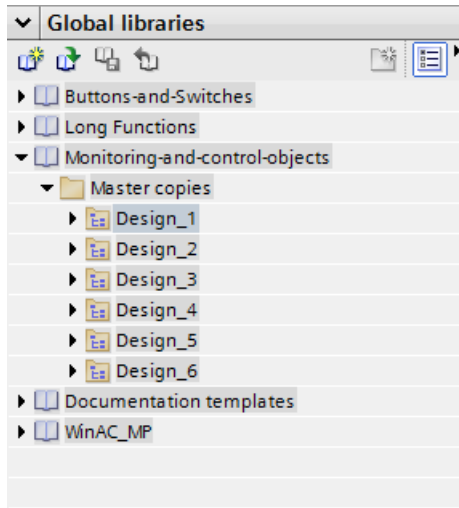 Global libraries
Buttons-and-Switches
Long Functions
Monitoring-and-control-objects
Master copies
Design_1
Design_2
Design_3
Design_4
Design_5
Design_6
Documentation templates
WinAC_MP